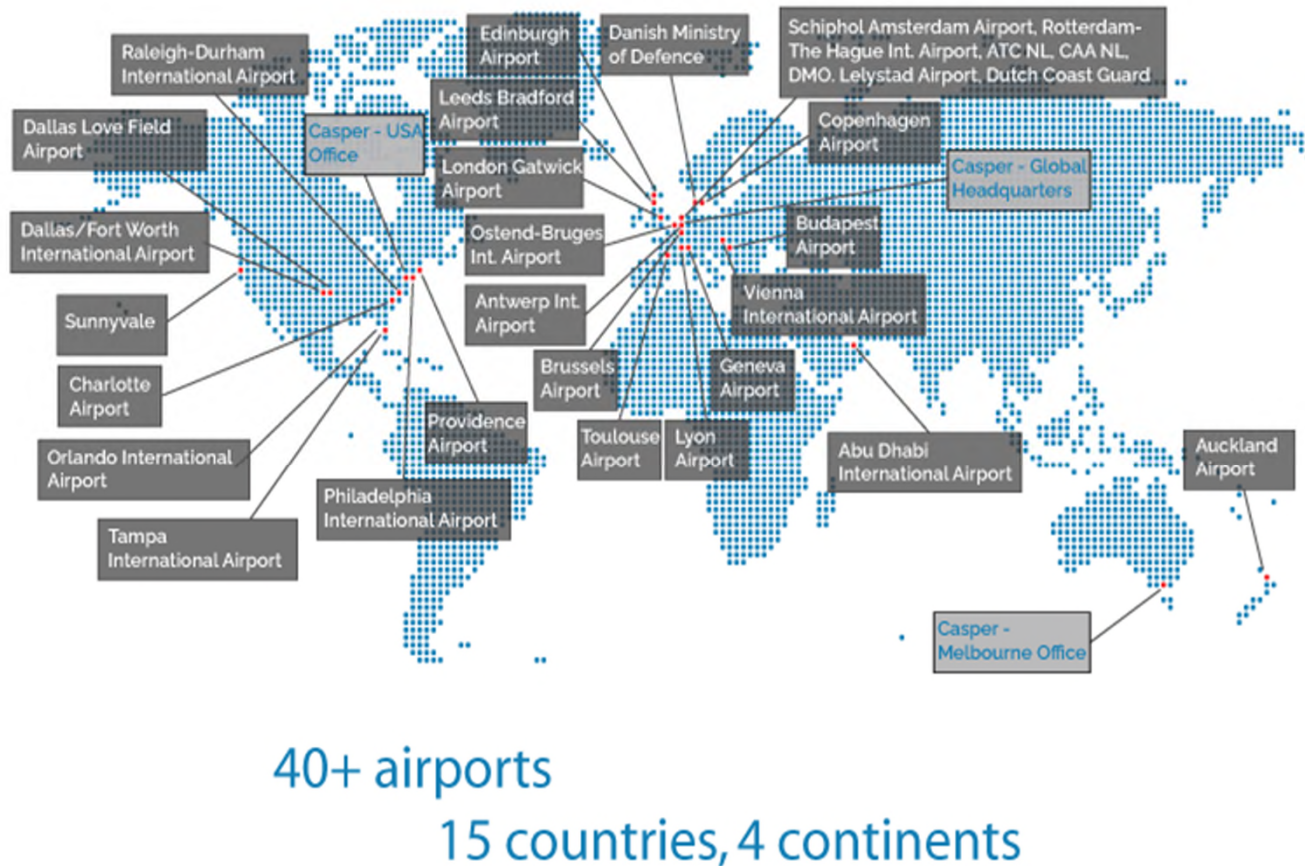 Raleigh-Durham
International Airport
Edinburgh
Airport
Danish Ministry
of Defence
Schiphol Amsterdam Airport, Rotterdam-
The Hague Int. Airport, ATC NL, CAA NL,
DMO. Lelystad Airport, Dutch Coast Guard
Dallas Love Field
Airport
Casper - USA
Office
Leeds Bradford
Airport
Copenhagen
Airport
London Gatwick
Airport
Casper - Global
Headquarters
Dallas/Fort Worth
International Airport
Ostend-Bruges
Int. Airport
Budapest
Airport
Sunnyvale
Antwerp Int.
Airport
Vienna
International Airport
Charlotte
Airport
Brussels
Airport
Geneva
Airport
Providence
Airport
Orlando International
Airport
Toulouse
Airport
Lyon
Airport
Abu Dhabi
International Airport
Auckland
Airport
Philadelphia
International Airport
Tampa
International Airport
Casper -
Melbourne Office
40+ airports
15 countries, 4 continents